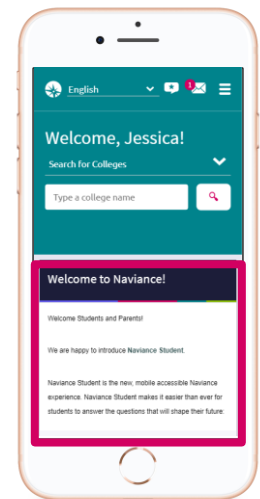 English
1
Welcome, Jessica!
Search for Colleges
Type a college name
Welcome to Naviance!
Welcome Students and Parents!
We are happy to introduce Naviance Student.
Naviance Student is the new, mobile accessible Naviance
experience. Naviance Student makes it easier than ever for
students to answer the questions that will shape their future.